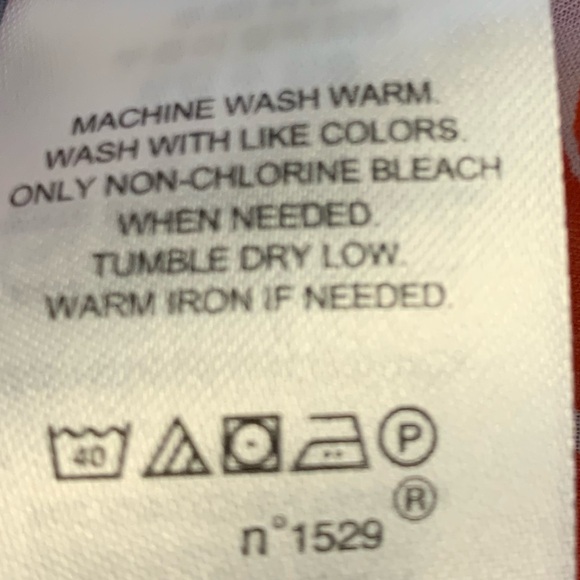 MACHINE WASH WARM.
WASH WITH LIKE COLORS.
ONLY NON-CHLORINE BLEACH
WHEN NEEDED.
TUMBLE DRY LOW.
WARM IRON IF NEEDED.
40 P
®
n°1529